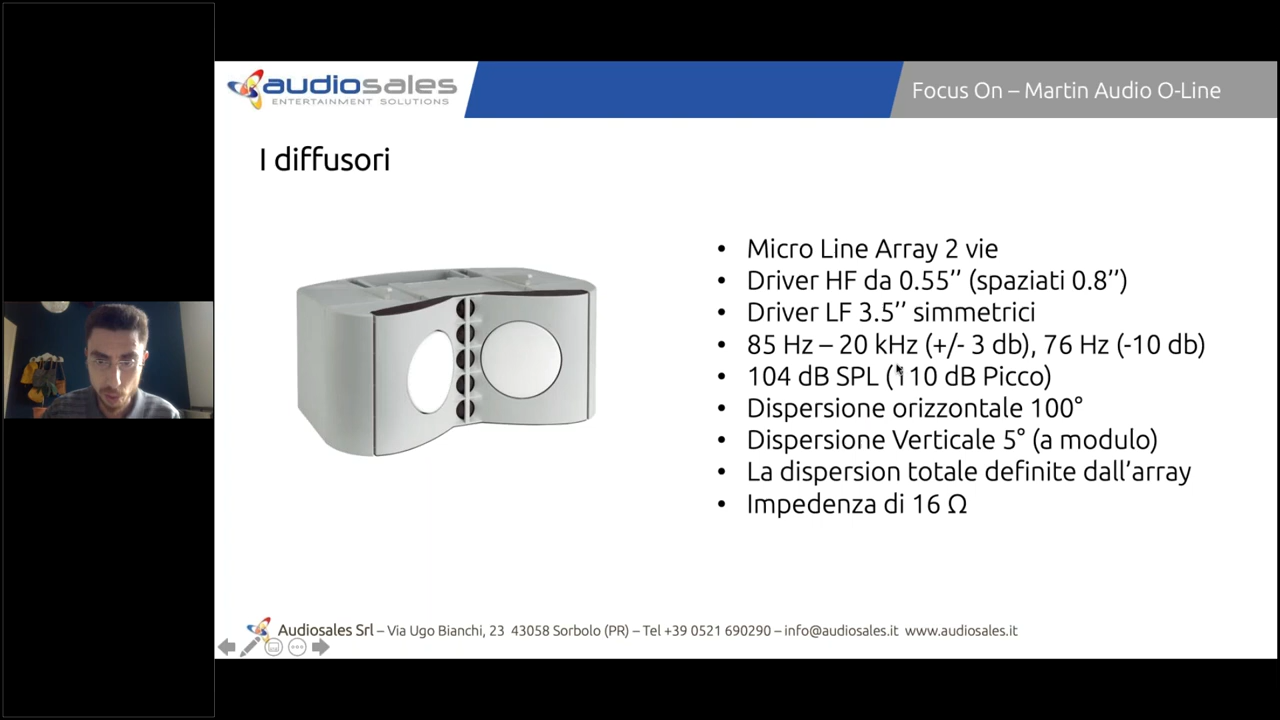 audiosales
ENTERTAINMENT SOLUTIONS
Focus On – Martin Audio O-Line
I diffusori
• Micro Line Array 2 vie
• Driver HF da 0.55’’ (spaziati 0.8’’)
• Driver LF 3.5’’ simmetrici
• 85 Hz – 20 kHz (+/- 3 db), 76 Hz (-10 db)
• 104 dB SPL (110 dB Picco)
• Dispersione orizzontale 100°
• Dispersione Verticale 5° (a modulo)
• La dispersion totale definite dall’array
• Impedenza di 16 Ω
Audiosales Srl – Via Ugo Bianchi, 23 43058 Sorbolo (PR) – Tel +39 0521 690290 – info@audiosales.it www.audiosales.it